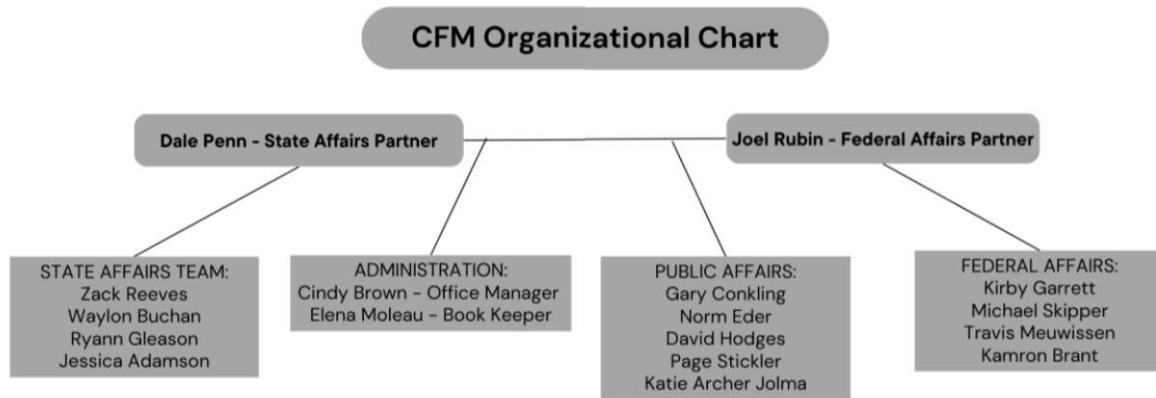 CFM Organizational Chart
Dale Penn - State Affairs Partner
Joel Rubin - Federal Affairs Partner
STATE AFFAIRS TEAM:
Zack Reeves
Waylon Buchan
Ryann Gleason
Jessica Adamson
ADMINISTRATION:
Cindy Brown - Office Manager
Elena Moleau - Book Keeper
PUBLIC AFFAIRS:
Gary Conkling
Norm Eder
David Hodges
Page Stickler
Katie Archer Jolma
FEDERAL AFFAIRS:
Kirby Garrett
Michael Skipper
Travis Meuwissen
Kamron Brant